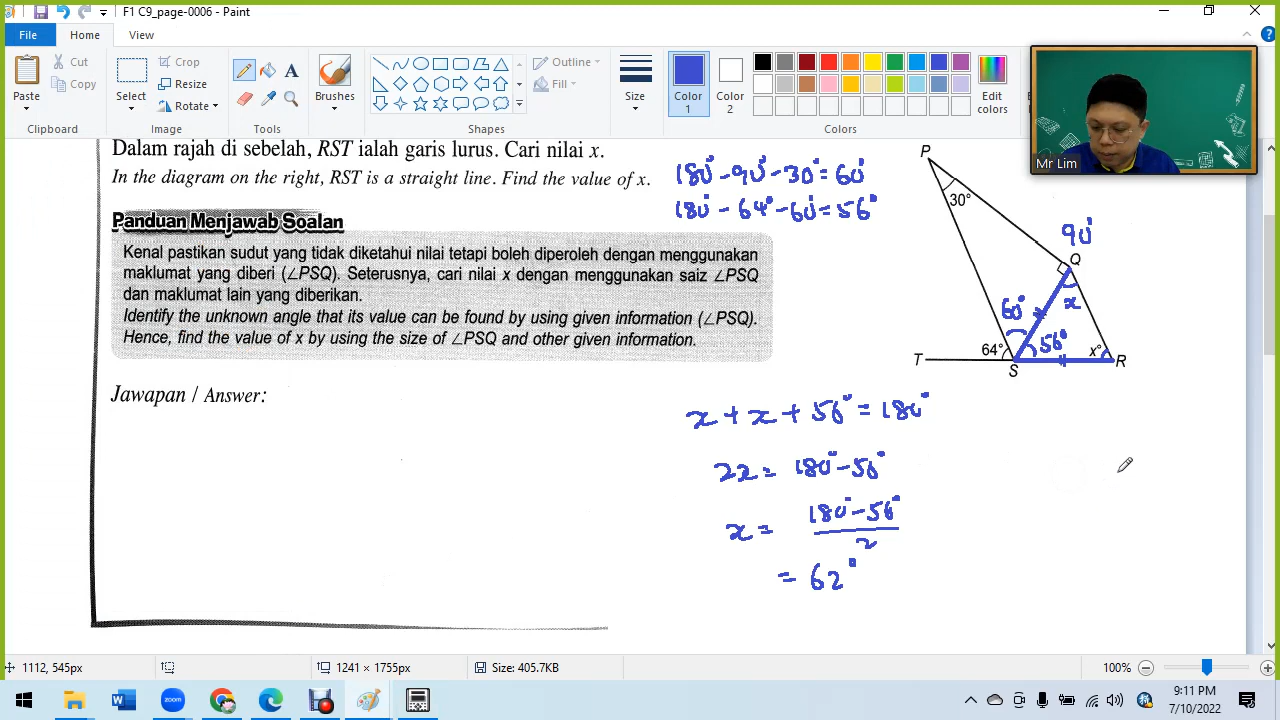 F1 C9_page-0006 - Paint
File Home View
Cut
Copy
Paste
Clipboard
Select
Crop
Resize
Rotate
Image
A
Tools
Brushes
Shapes
Outline
Fill
Size
Color 1
Color 2
Edit colors
Colors
Mr Lim
Dalam rajah di sebelah, RST ialah garis lurus. Cari nilai x.
In the diagram on the right, RST is a straight line. Find the value of x.
Panduan Menjawab Soalan
Kenal pastikan sudut yang tidak diketahui nilai tetapi boleh diperoleh dengan menggunakan
maklumat yang diberi (∠PSQ). Seterusnya, cari nilai x dengan menggunakan saiz ∠PSQ
dan maklumat lain yang diberikan.
Identify the unknown angle that its value can be found by using given information (∠PSQ).
Hence, find the value of x by using the size of ∠PSQ and other given information.
Jawapan / Answer:
180° - 90° - 30° = 60°
180° - 64° - 60° = 56°
P
30°
90°
Q
x
60°
56°
64°
x°
T
S
R
x + x + 56° = 180°
2x = 180° - 56°
x = 180° - 56°
2
= 62°
1112, 545px
1241 × 1755px
Size: 405.7KB
100%
9:11 PM
7/10/2022